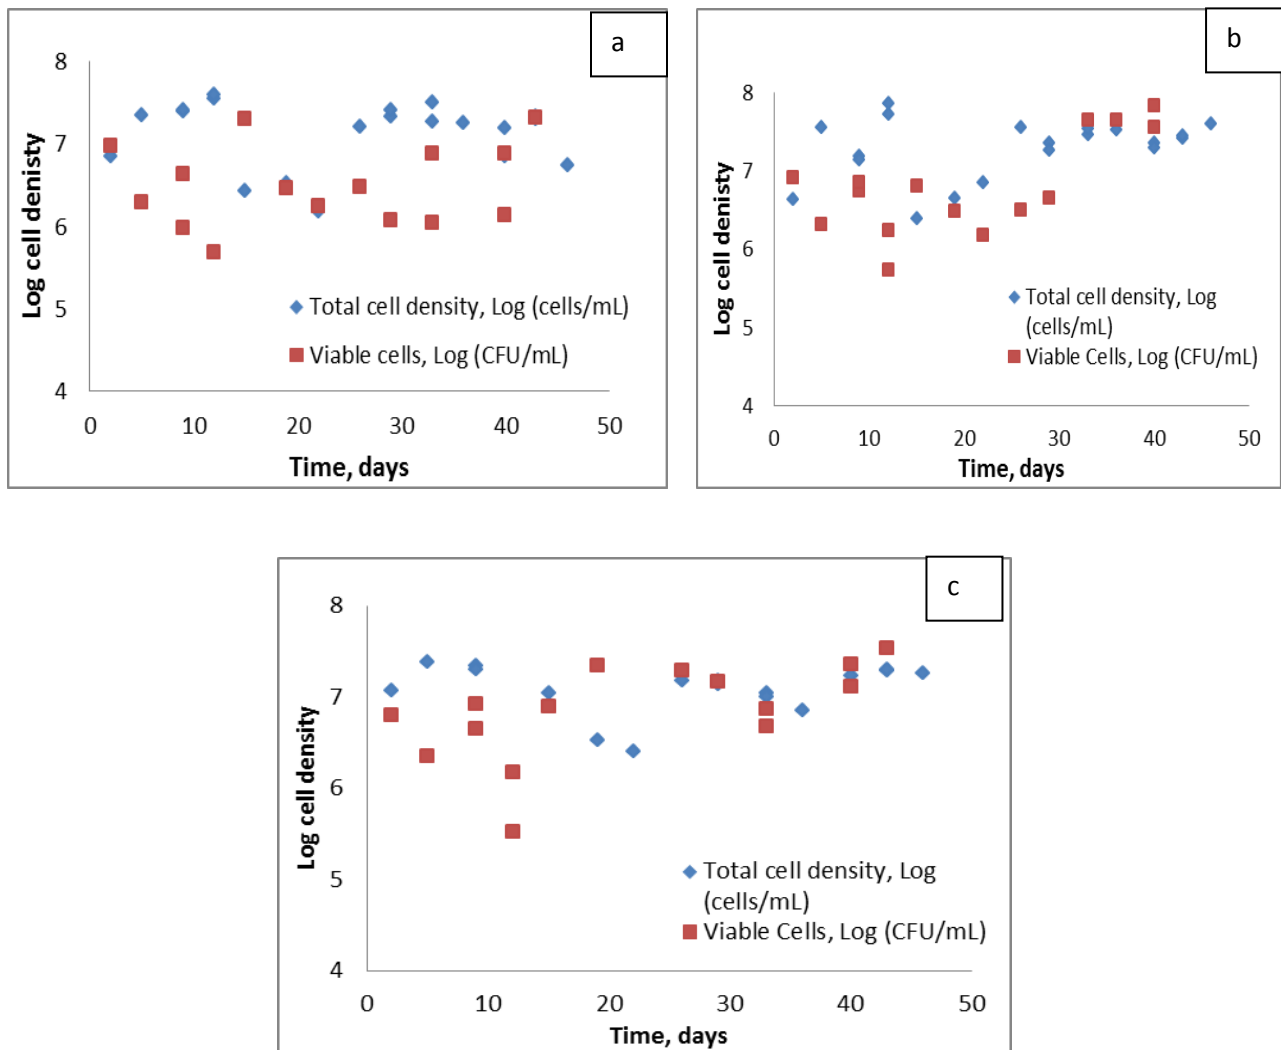 a
8
7
6
5
4
0 10 20 30 40 50
Log cell denisty
Time, days
Total cell density, Log (cells/mL)
Viable cells, Log (CFU/mL)
b
8
7
6
5
4
0 10 20 30 40 50
Log cell density
Time, days
Total cell density, Log
(cells/mL)
Viable Cells, Log (CFU/mL)
c
8
7
6
5
4
0 10 20 30 40 50
Log cell density
Time, days
Total cell density, Log
(cells/mL)
Viable Cells, Log (CFU/mL)